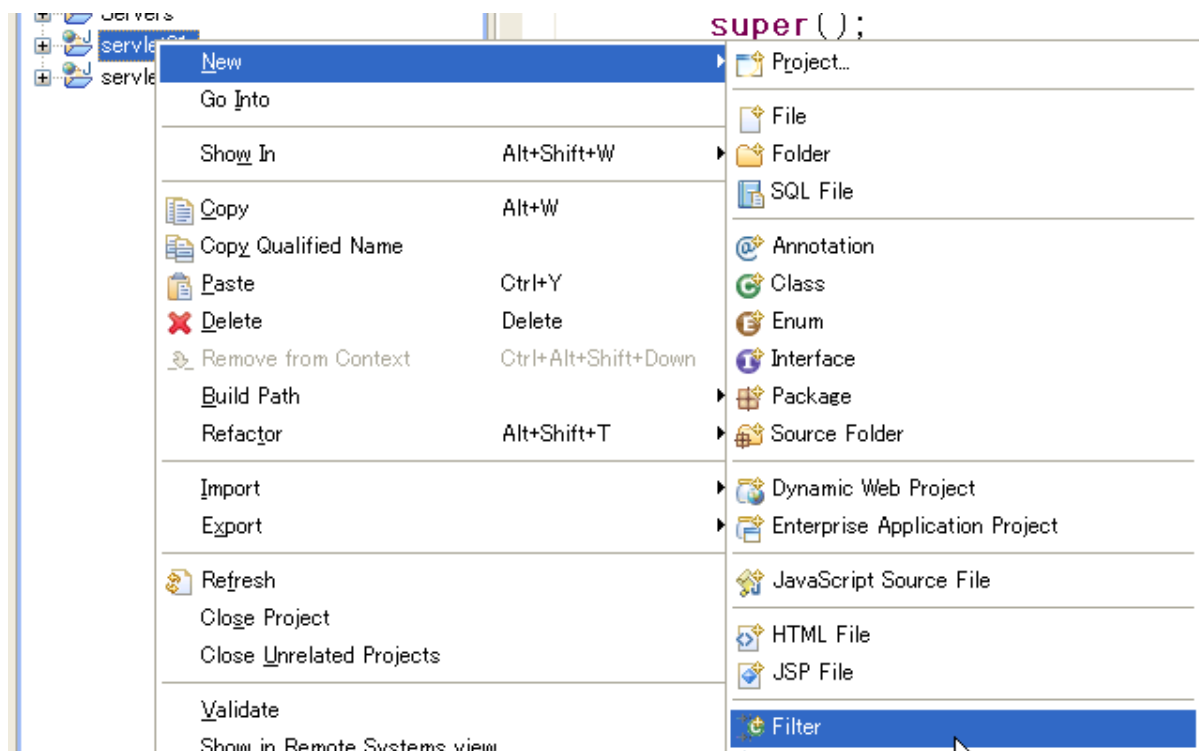 Servers
super();
servlet01
servle
New
Go Into
Show In Alt+Shift+W
Copy Alt+W
Copy Qualified Name
Paste Ctrl+Y
Delete Delete
Remove from Context Ctrl+Alt+Shift+Down
Build Path
Refactor Alt+Shift+T
Import
Export
Refresh
Close Project
Close Unrelated Projects
Validate
Show in Remote Systems view
Project...
File
Folder
SQL File
Annotation
Class
Enum
Interface
Package
Source Folder
Dynamic Web Project
Enterprise Application Project
JavaScript Source File
HTML File
JSP File
Filter